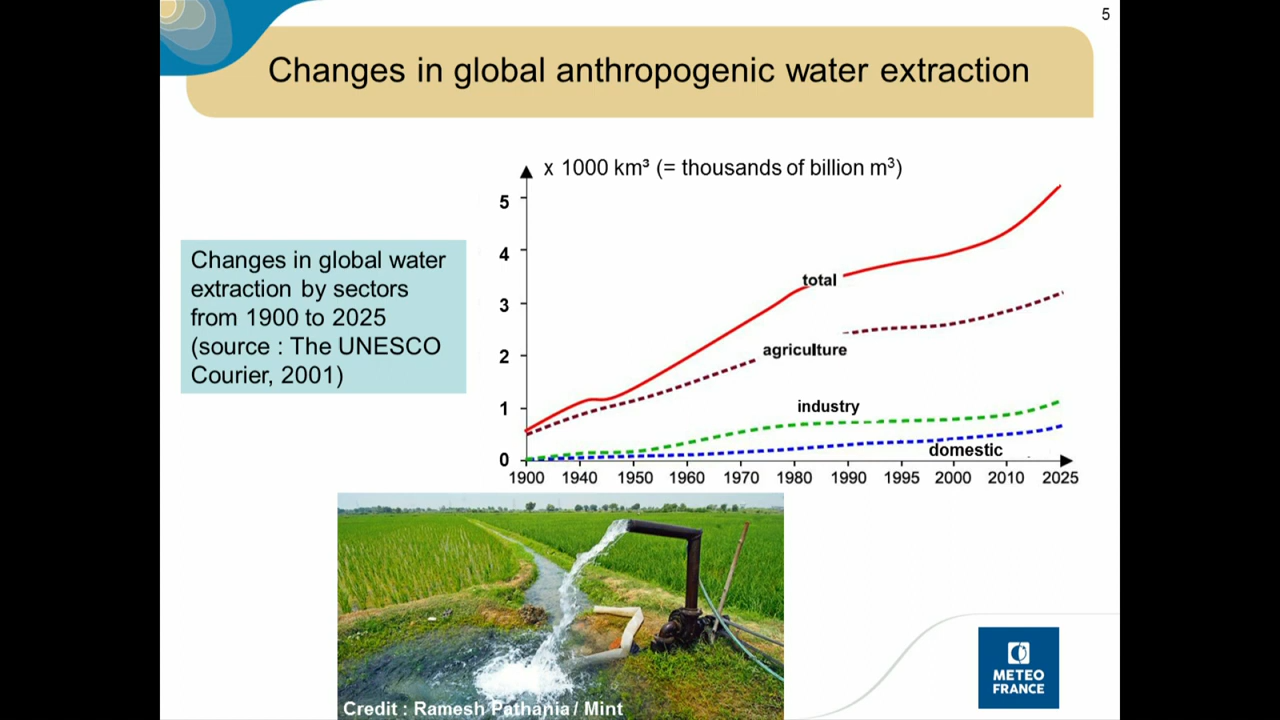 5
Changes in global anthropogenic water extraction
x 1000 km³ (= thousands of billion m³)
Changes in global water
extraction by sectors
from 1900 to 2025
(source : The UNESCO
Courier, 2001)
5
4
3
2
1
0
total
agriculture
industry
domestic
1900 1940 1950 1960 1970 1980 1990 1995 2000 2010 2025
Credit : Ramesh Pathania / Mint
METEO
FRANCE